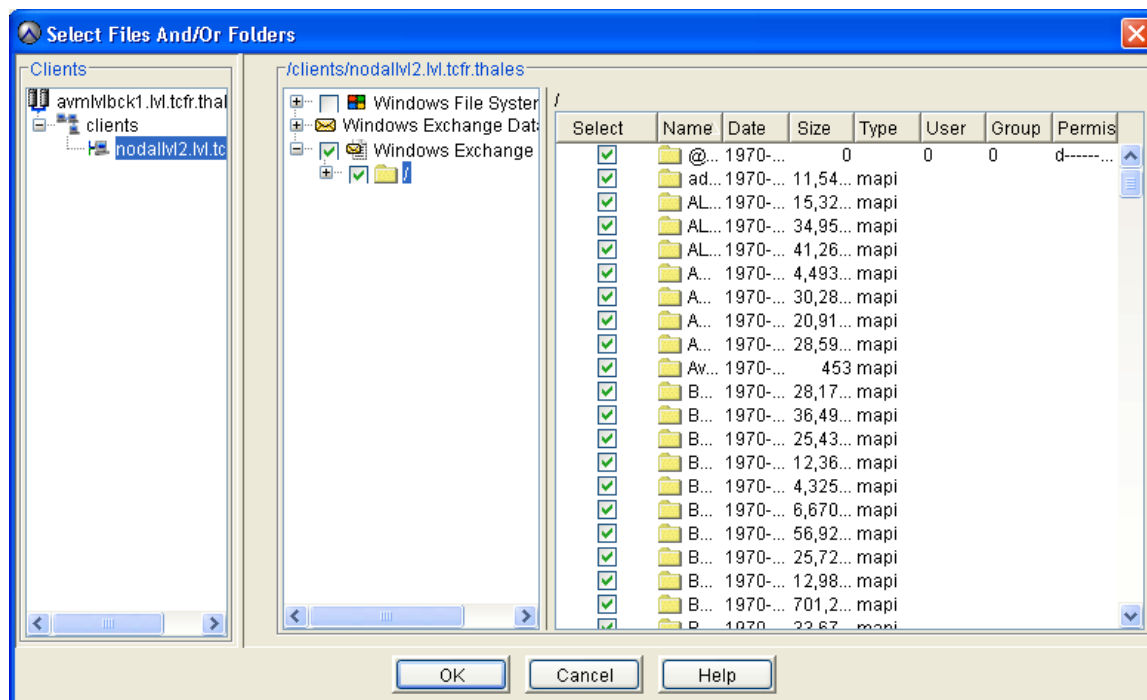 Select Files And/Or Folders
Clients
avmlvlbck1.lvl.tcfr.thal
clients
nodallvl2.lvl.tc
/clients/nodallvl2.lvl.tcfr.thales
Windows File System
Windows Exchange Dat
Windows Exchange
/
/
Select Name Date Size Type User Group Permis
@... 1970-... 0 0 0 d------...
ad... 1970-... 11,54... mapi
AL... 1970-... 15,32... mapi
AL... 1970-... 34,95... mapi
AL... 1970-... 41,26... mapi
A... 1970-... 4,493... mapi
A... 1970-... 30,28... mapi
A... 1970-... 20,91... mapi
A... 1970-... 28,59... mapi
Av... 1970-... 453 mapi
B... 1970-... 28,17... mapi
B... 1970-... 36,49... mapi
B... 1970-... 25,43... mapi
B... 1970-... 12,36... mapi
B... 1970-... 4,325... mapi
B... 1970-... 6,670... mapi
B... 1970-... 56,92... mapi
B... 1970-... 25,72... mapi
B... 1970-... 12,98... mapi
B... 1970-... 701,2... mapi
OK Cancel Help